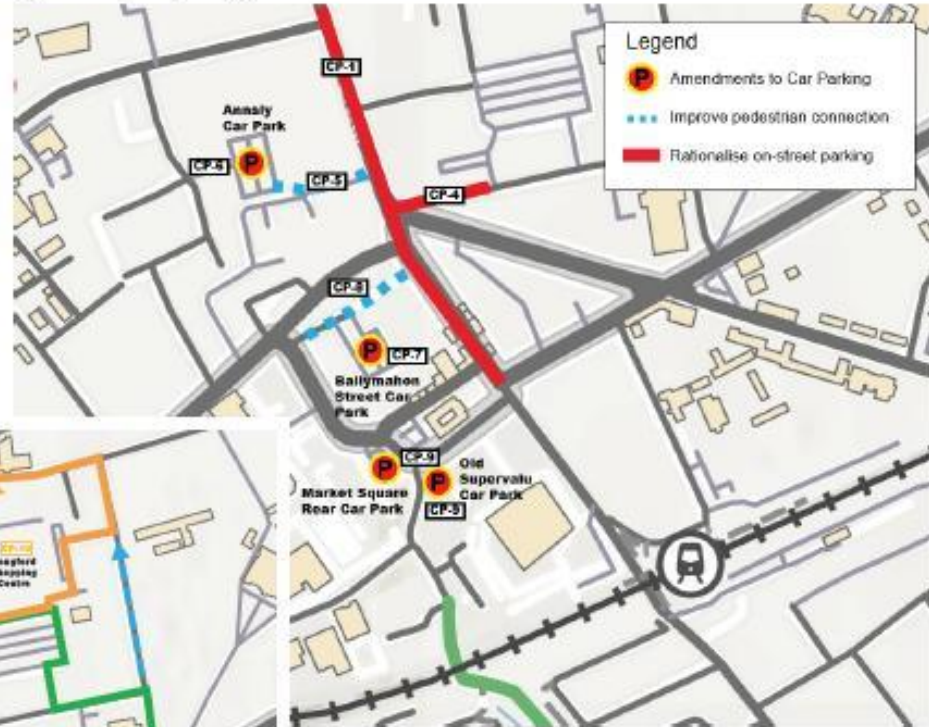 Legend
P
Amendments to Car Parking
Improve pedestrian connection
Rationalise on-street parking
CP-1
Annaly
Car Park
CP-6
P
CP-5
CP-4
CP-8
P
CP-7
Ballymahon
Street Car
Park
CP-9
P
P
Old
Supervalu
Car Park
Market Square
Rear Car Park
CP-9
Longford
Shopping
Centre